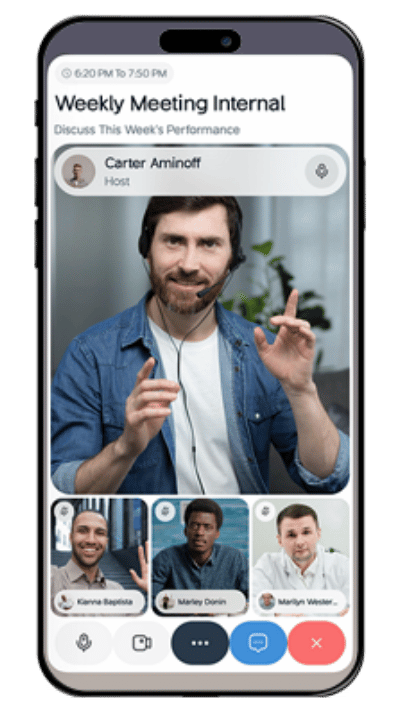 6:20 PM To 7:50 PM
Weekly Meeting Internal
Discuss This Week's Performance
Carter Aminoff
Host
Kianna Baptista
Marley Donin
Marilyn Wester...